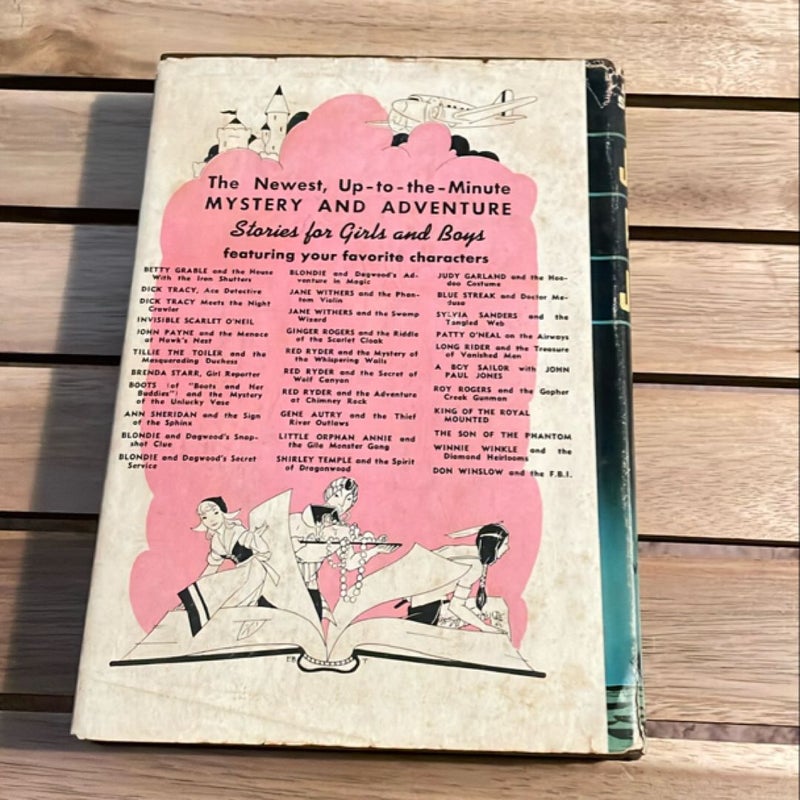 The Newest, Up-to-the-Minute
MYSTERY AND ADVENTURE
Stories for Girls and Boys
featuring your favorite characters
BETTY GRABLE and the House
With the Iron Shutters
DICK TRACY, Ace Detective
DICK TRACY Meets the Night
Crawler
INVISIBLE SCARLET O'NEIL
JOHN PAYNE and the Menace
at Hawk's Nest
TILLIE THE TOILER and the
Masquerading Duchess
BRENDA STARR, Girl Reporter
BOOTS (of "Boots and Her
Buddies") and the Mystery
of the Unlucky Vase
ANN SHERIDAN and the Sign
of the Sphinx
BLONDIE and Dagwood's Snap-
shot Clue
BLONDIE and Dagwood's Secret
Service
BLONDIE and Dagwood's Ad-
venture in Magic
JANE WITHERS and the Phan-
tom Violin
JANE WITHERS and the Swamp
Wizard
GINGER ROGERS and the Riddle
of the Scarlet Cloak
RED RYDER and the Mystery of
the Whispering Walls
RED RYDER and the Secret of
Wolf Canyon
RED RYDER and the Adventure
at Chimney Rock
GENE AUTRY and the Thief
River Outlaws
LITTLE ORPHAN ANNIE and
the Gila Monster Gang
SHIRLEY TEMPLE and the Spirit
of Dragonwood
JUDY GARLAND and the Hoo-
doo Costume
BLUE STREAK and Doctor Me-
dusa
SYLVIA SANDERS and the
Tangled Web
PATTY O'NEAL on the Airways
LONG RIDER and the Treasure
of Vanished Men
A BOY SAILOR with JOHN
PAUL JONES
ROY ROGERS and the Gopher
Creek Gunman
KING OF THE ROYAL
MOUNTED
THE SON OF THE PHANTOM
WINNIE WINKLE and the
Diamond Heirlooms
DON WINSLOW and the F.B.I.